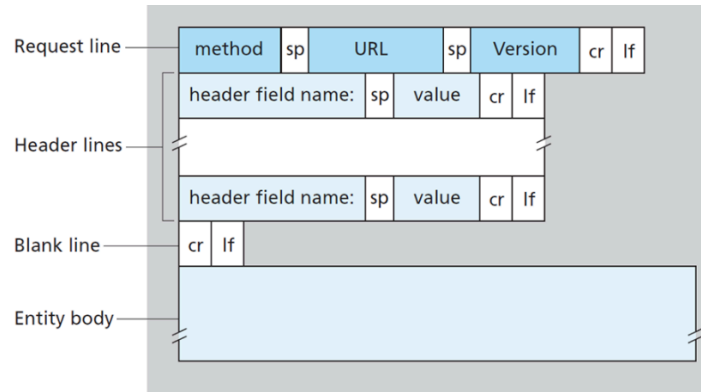 Request line method sp URL sp Version cr lf
header field name: sp value cr lf
Header lines
header field name: sp value cr lf
Blank line cr lf
Entity body